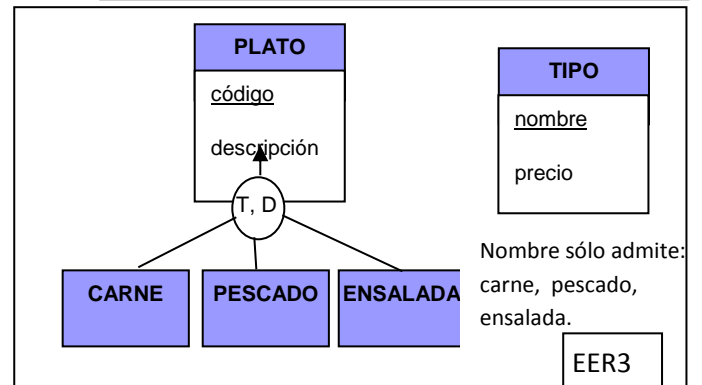 PLATO
código
descripción
T, D
CARNE
PESCADO
ENSALADA
TIPO
nombre
precio
Nombre sólo admite:
carne, pescado,
ensalada.
EER3